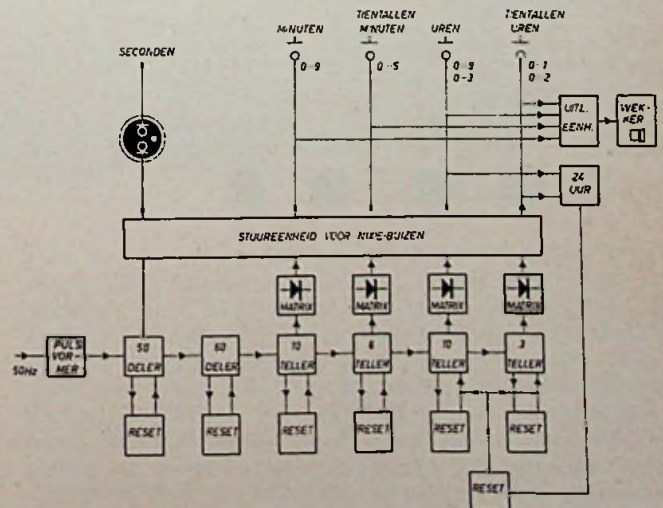 SECONDEN
MINUTEN
TIENTALLEN
MINUTEN
UREN
TIENTALLEN
UREN
0-9
0-5
0-9
0-3
0-1
0-2
UITL.
EENH.
WEK-
KER
24
UUR
STUUREENHEID VOOR NIXIE-BUIZEN
MATRIX
MATRIX
MATRIX
MATRIX
50Hz
PULS
VOR-
MER
50
DELER
60
DELER
10
TELLER
6
TELLER
10
TELLER
3
TELLER
RESET
RESET
RESET
RESET
RESET
RESET
RESET